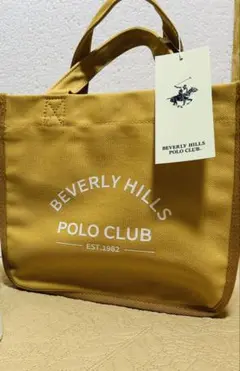 BEVERLY HILLS
POLO CLUB.
BEVERLY HILLS
POLO CLUB
EST.1982